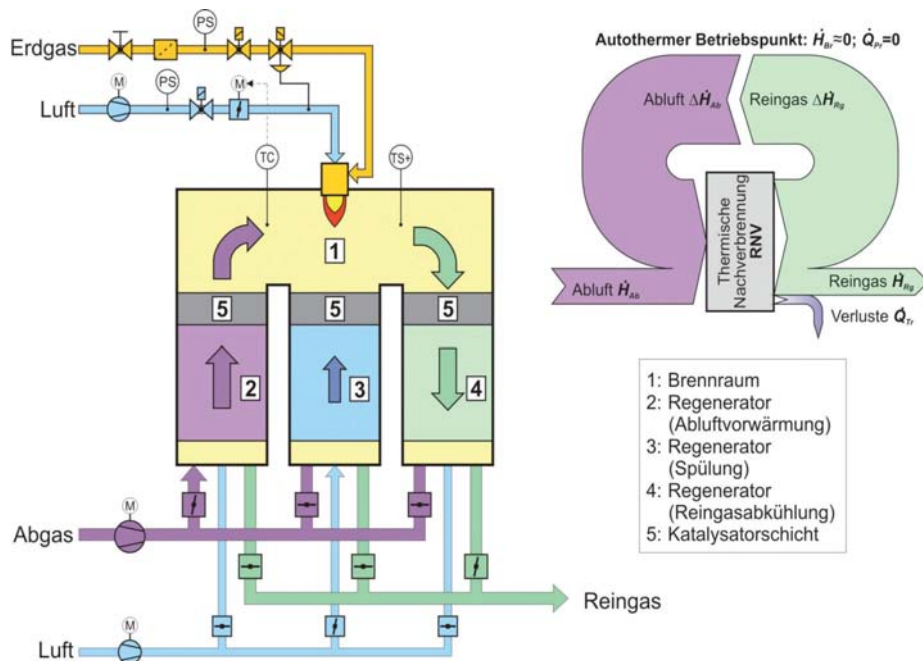 Erdgas
PS
Luft
M
PS
M
TC
TS+
1
5
5
5
2
3
4
M
Abgas
Reingas
M
Luft
Autothermer Betriebspunkt: Ḣ_Br≈0; Q̇_Pr=0
Abluft ΔḢ_Ab
Reingas ΔḢ_Rg
Thermische
Nachverbrennung
RNV
Abluft Ḣ_Ab
Reingas Ḣ_Rg
Verluste Q̇_Tr
1: Brennraum
2: Regenerator
(Abluftvorwärmung)
3: Regenerator
(Spülung)
4: Regenerator
(Reingasabkühlung)
5: Katalysatorschicht